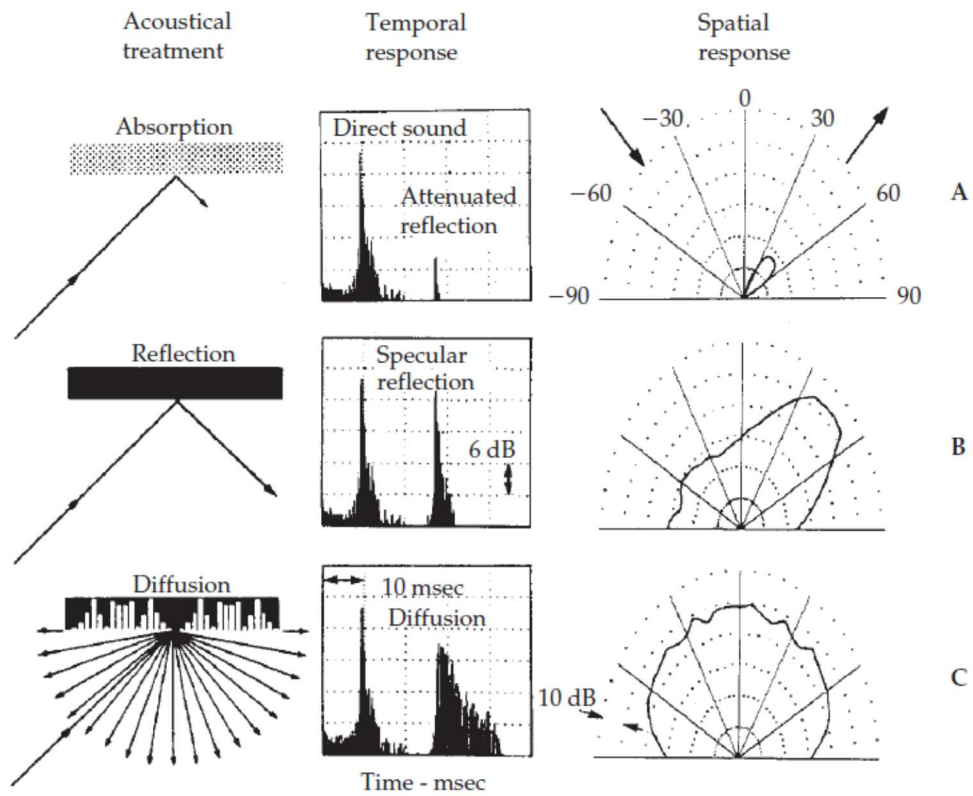 Acoustical
treatment
Temporal
response
Spatial
response
Absorption
Direct sound
Attenuated
reflection
0
−30
30
−60
60
−90
90
A
Reflection
Specular
reflection
6 dB
B
Diffusion
10 msec
Diffusion
10 dB
C
Time - msec